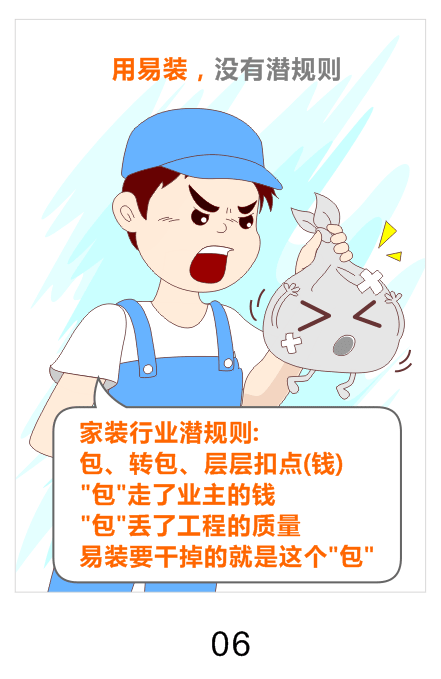 用易装，没有潜规则
家装行业潜规则:
包、转包、层层扣点(钱)
"包"走了业主的钱
"包"丢了工程的质量
易装要干掉的就是这个"包"
06